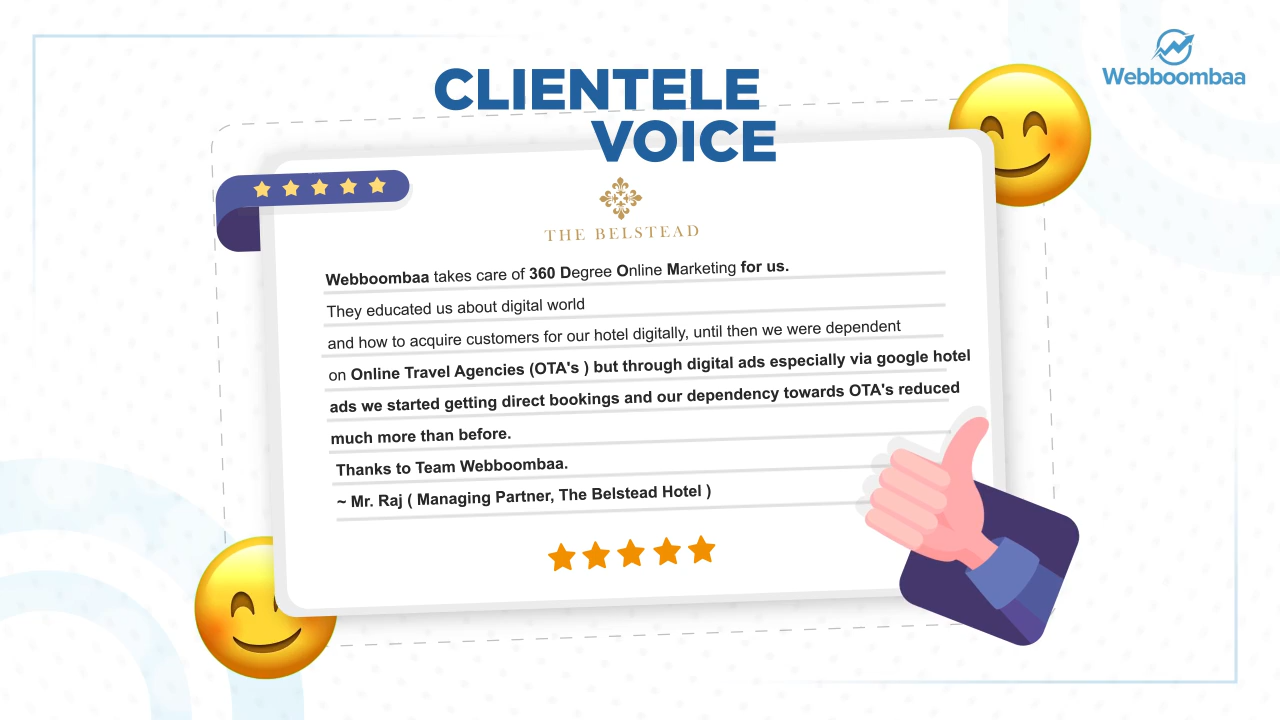 Webboombaa
CLIENTELE
VOICE
THE BELSTEAD
Webboombaa takes care of 360 Degree Online Marketing for us.
They educated us about digital world
and how to acquire customers for our hotel digitally, until then we were dependent
on Online Travel Agencies (OTA's ) but through digital ads especially via google hotel
ads we started getting direct bookings and our dependency towards OTA's reduced
much more than before.
Thanks to Team Webboombaa.
~ Mr. Raj ( Managing Partner, The Belstead Hotel )